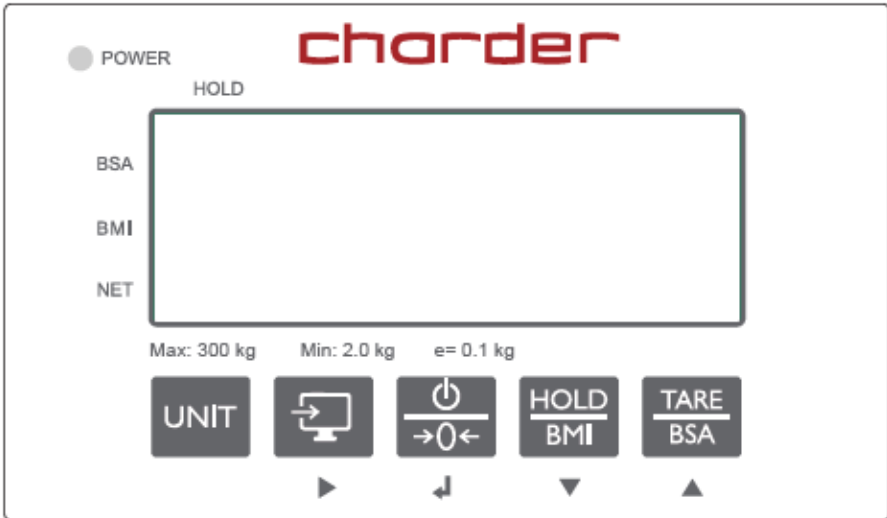 charder
POWER
HOLD
BSA
BMI
NET
Max: 300 kg Min: 2.0 kg e= 0.1 kg
UNIT
→0←
HOLD
BMI
TARE
BSA